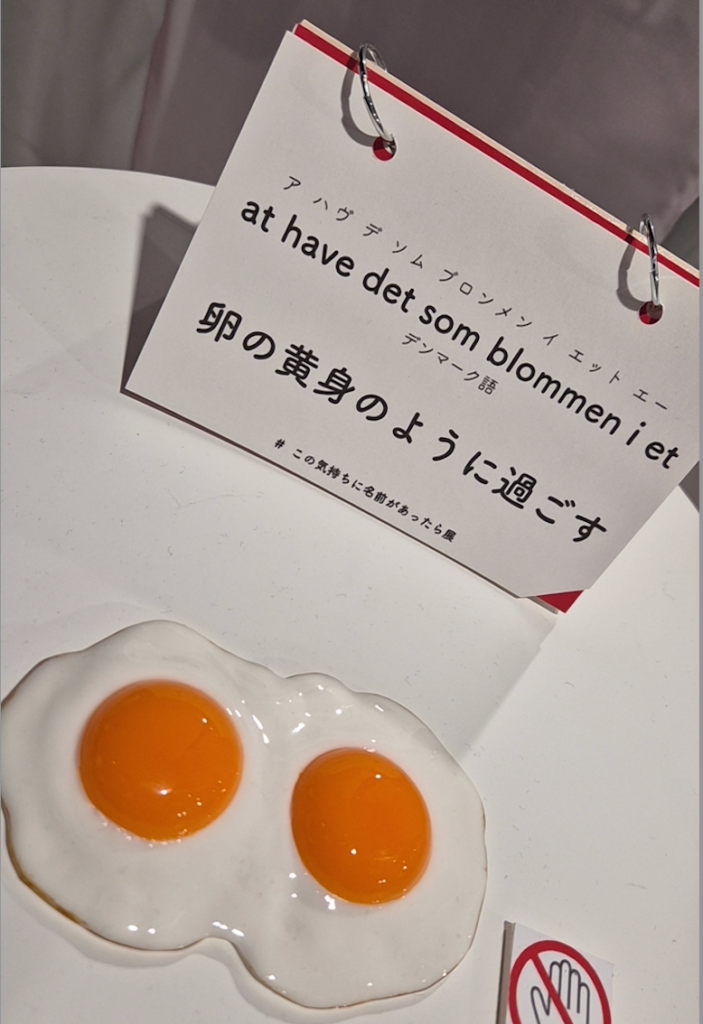 ア ハヴ デ ソム ブロンメン イ エット エー
at have det som blommen i et
デンマーク語
卵の黄身のように過ごす
# この気持ちに名前があったら展